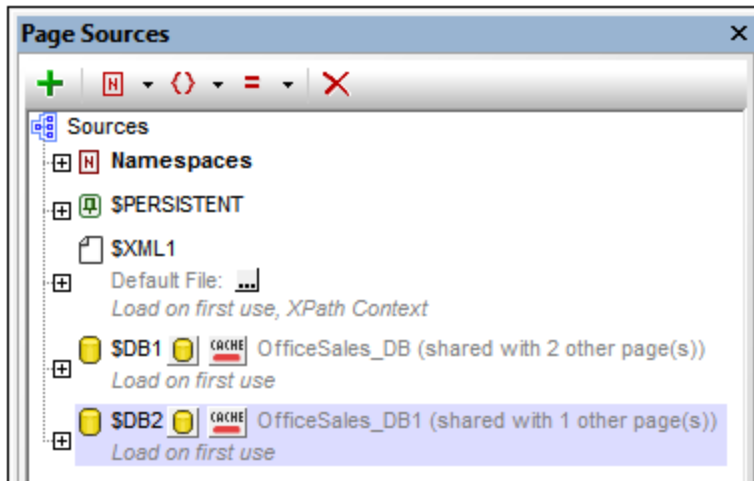 Page Sources
Sources
Namespaces
$PERSISTENT
$XML1
Default File: ...
Load on first use, XPath Context
$DB1 CACHE OfficeSales_DB (shared with 2 other page(s))
Load on first use
$DB2 CACHE OfficeSales_DB1 (shared with 1 other page(s))
Load on first use